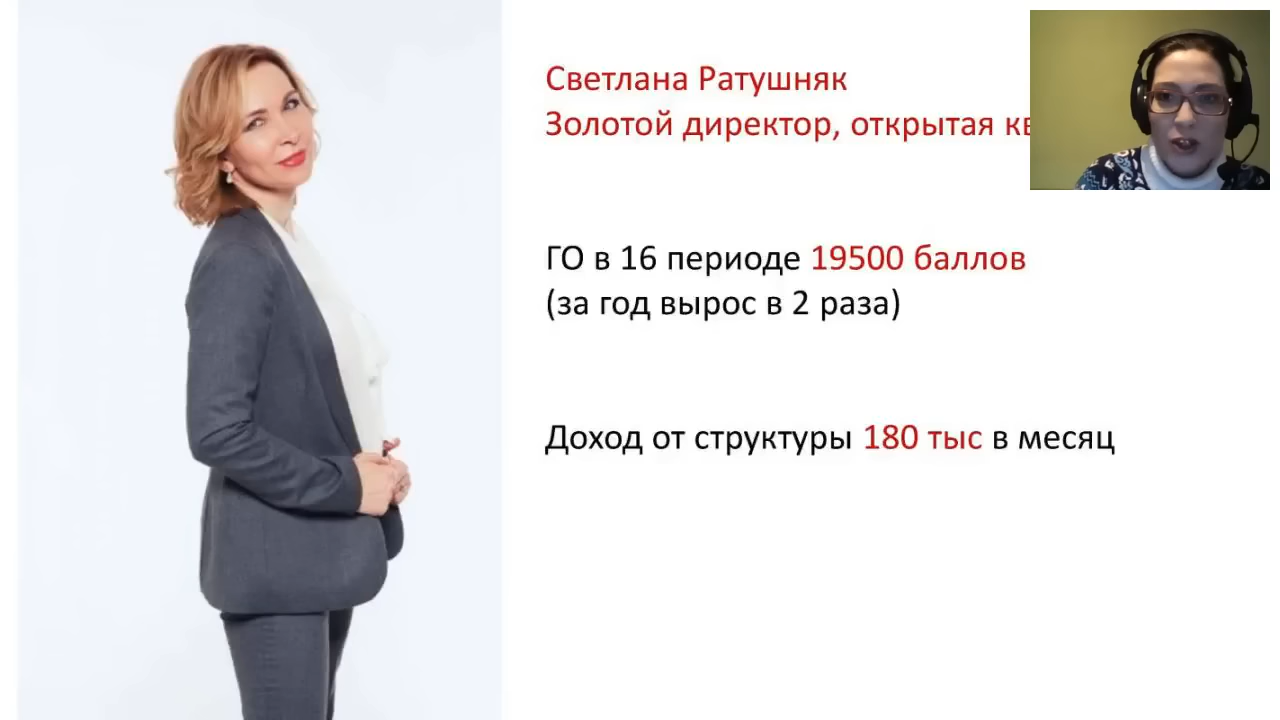 Светлана Ратушняк
Золотой директор, открытая
ГО в 16 периоде 19500 баллов
(за год вырос в 2 раза)
Доход от структуры 180 тыс в месяц